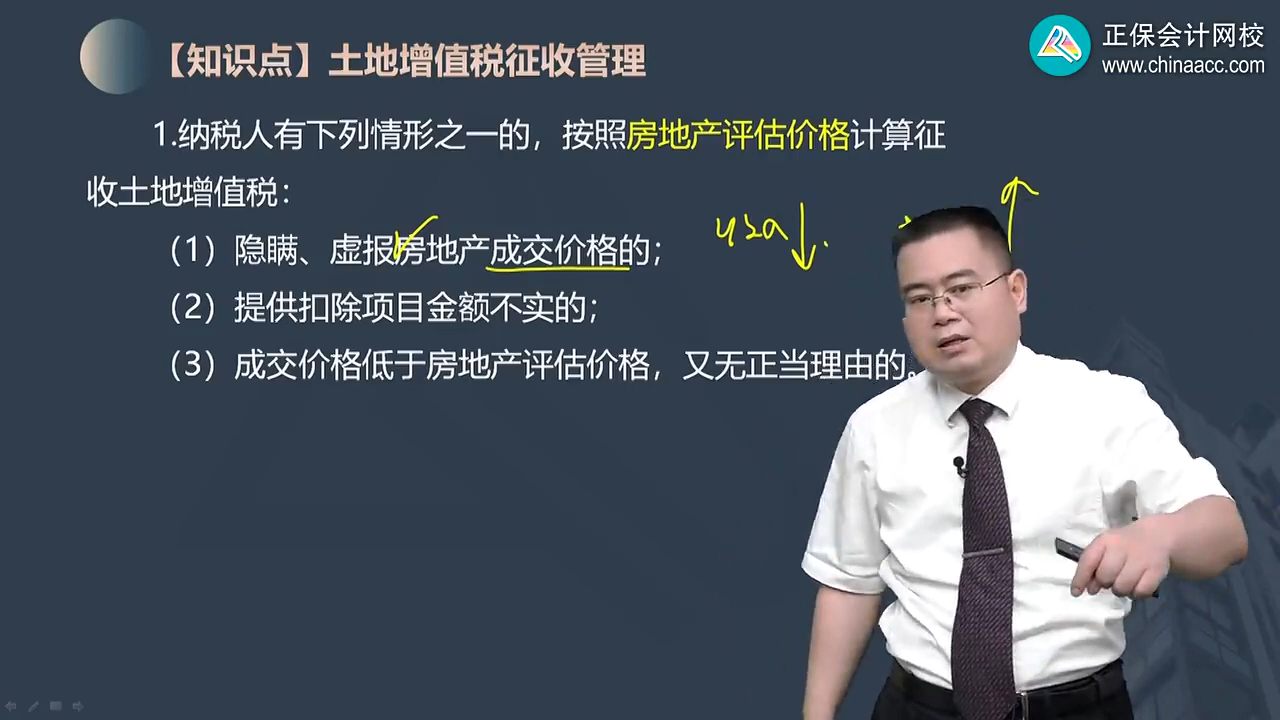 【知识点】土地增值税征收管理
正保会计网校
www.chinaacc.com
1.纳税人有下列情形之一的，按照房地产评估价格计算征
收土地增值税：
（1）隐瞒、虚报房地产成交价格的；
（2）提供扣除项目金额不实的；
（3）成交价格低于房地产评估价格，又无正当理由的。